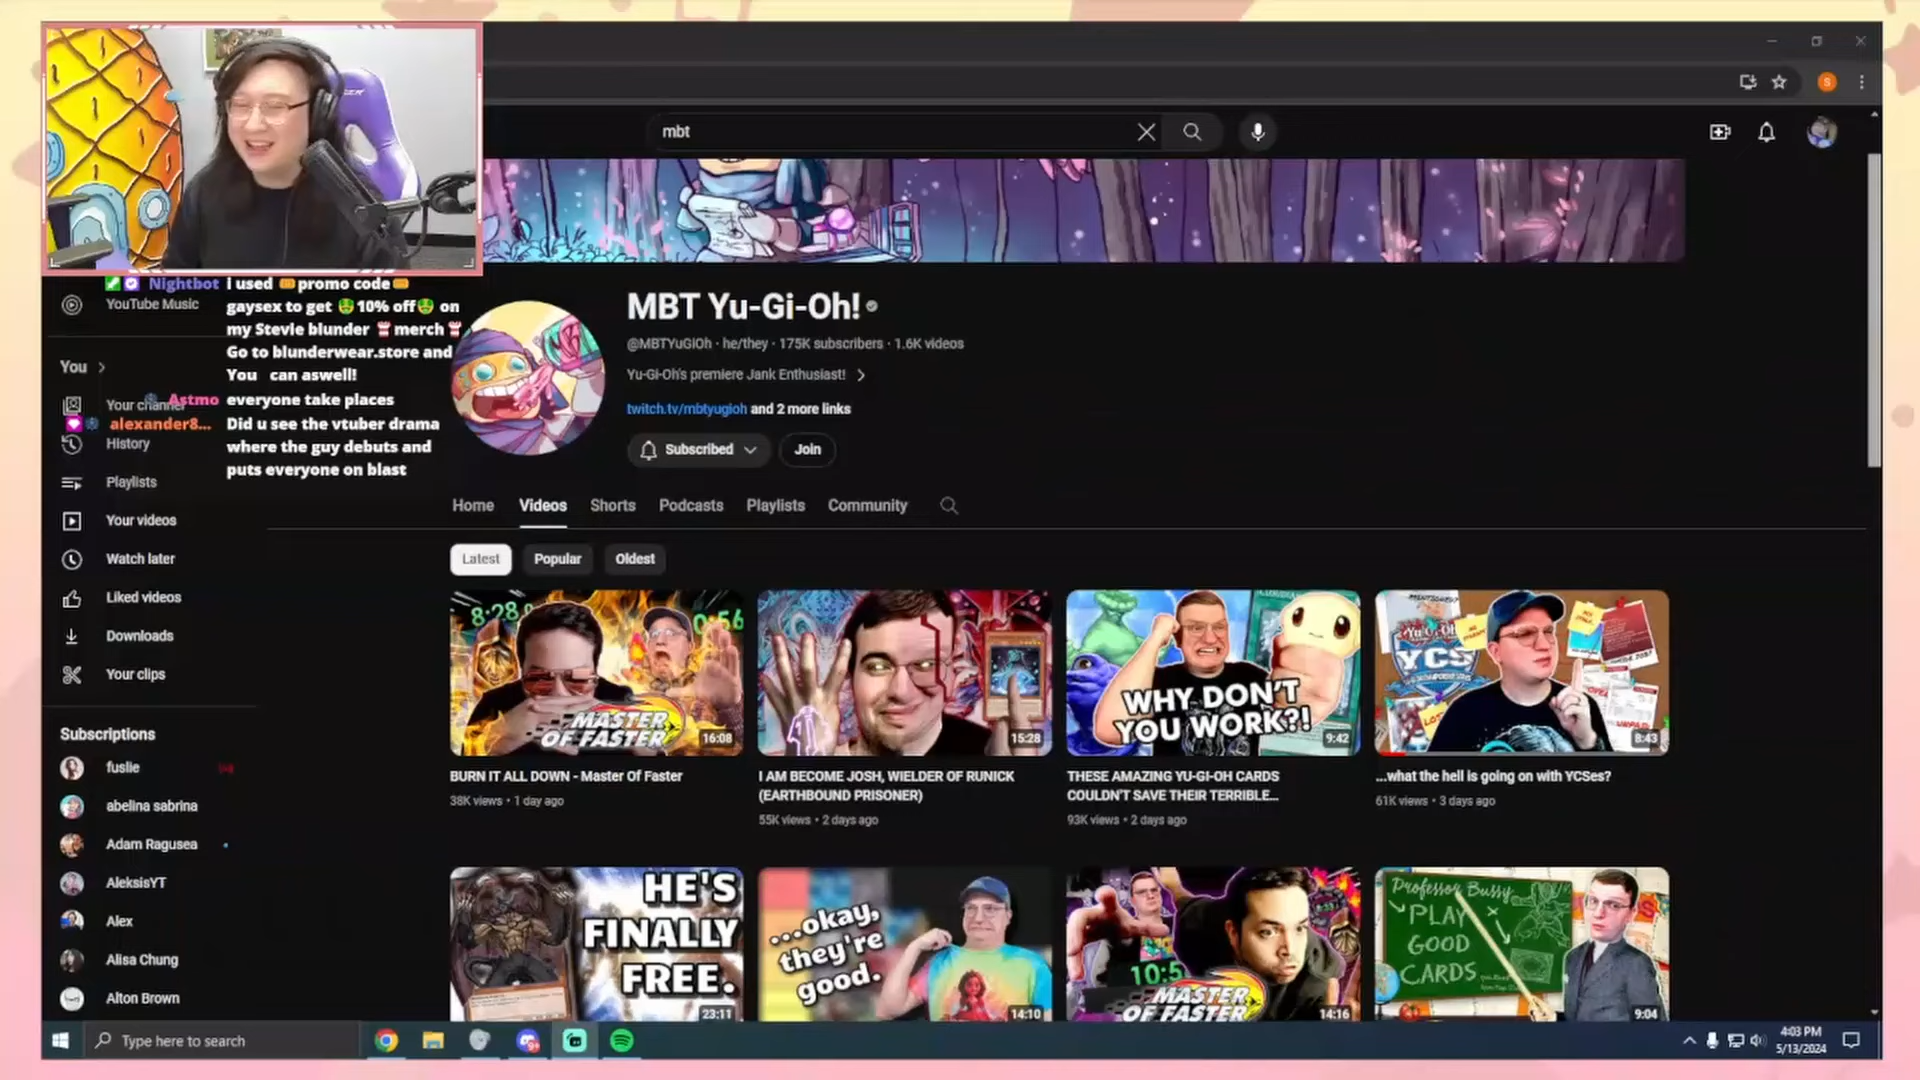 mbt
S
Nightbot I used promo code
gaysex to get 10% off on
my Stevie blunder merch
Go to blunderwear.store and
You can aswell!
Astmo everyone take places
alexander8... Did u see the vtuber drama
where the guy debuts and
puts everyone on blast
YouTube Music
You
Your channel
History
Playlists
Your videos
Watch later
Liked videos
Downloads
Your clips
Subscriptions
fuslie
abelina sabrina
Adam Ragusea
AleksisYT
Alex
Alisa Chung
Alton Brown
MBT Yu-Gi-Oh!
@MBTYuGiOh · he/they · 175K subscribers · 1.6K videos
Yu-Gi-Oh's premiere Jank Enthusiast!
twitch.tv/mbtyugioh and 2 more links
Subscribed
Join
Home Videos Shorts Podcasts Playlists Community
Latest Popular Oldest
8:28
0:56
MASTER
OF FASTER
16:08
BURN IT ALL DOWN - Master Of Faster
38K views • 1 day ago
15:28
I AM BECOME JOSH, WIELDER OF RUNICK
(EARTHBOUND PRISONER)
55K views • 2 days ago
WHY DON'T
YOU WORK?!
9:42
THESE AMAZING YU-GI-OH CARDS
COULDN'T SAVE THEIR TERRIBLE...
93K views • 2 days ago
Yu-Gi-Oh!
YCS
8:43
...what the hell is going on with YCSes?
61K views • 3 days ago
HE'S
FINALLY
FREE.
23:11
...okay,
they're
good.
14:10
10:5
MASTER
OF FASTER
14:16
Professor Bussy
PLAY
GOOD
CARDS
9:04
Type here to search
4:03 PM
5/13/2024